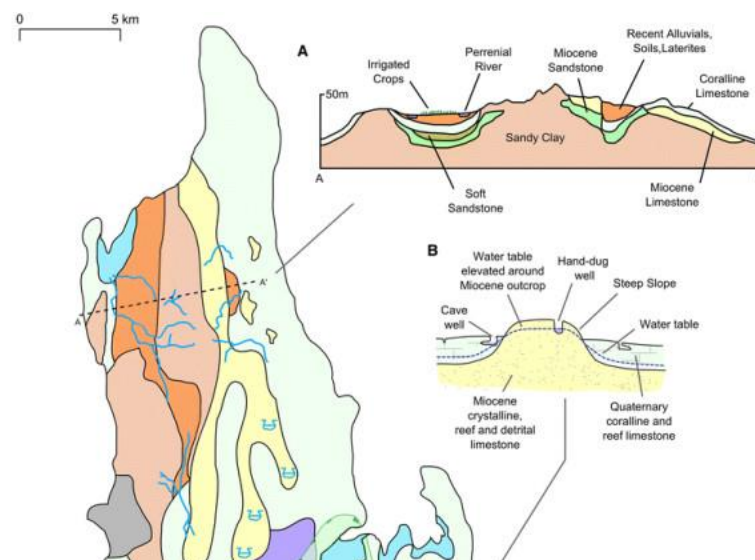 0
5 km
A
Irrigated
Crops
Perrenial
River
Miocene
Sandstone
Recent Alluvials,
Soils,Laterites
Coralline
Limestone
50m
Sandy Clay
A
Soft
Sandstone
Miocene
Limestone
A
A'
B
Water table
elevated around
Miocene outcrop
Hand-dug
well
Steep Slope
Cave
well
Water table
Miocene
crystalline,
reef and detrital
limestone
Quaternary
coralline and
reef limestone